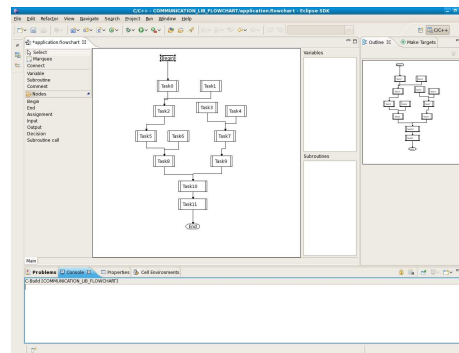 C/C++ - COMMUNICATION_LIB_FLOWCHART/application.flowchart - Eclipse SDK
File Edit Refactor View Navigate Search Project Run Window Help
C/C++
*application.flowchart
Outline
Make Targets
Select
Marquee
Connect
Variable
Subroutine
Comment
Nodes
Begin
End
Assignment
Input
Output
Decision
Subroutine call
Begin
Task0
Task1
Task2
Task3
Task4
Task5
Task6
Task7
Task8
Task9
Task10
Task11
End
Variables
Subroutines
Main
Problems
Console
Properties
Cell Environments
C-Build [COMMUNICATION_LIB_FLOWCHART]